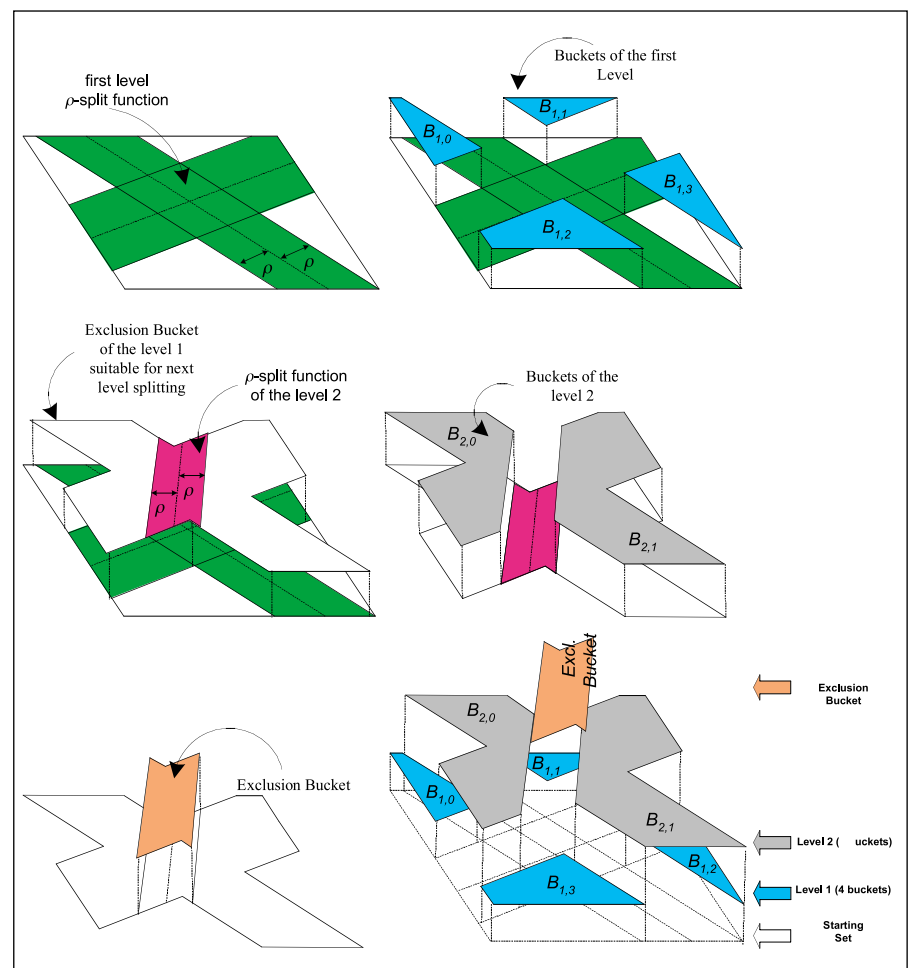 first level
ρ-split function
ρ
ρ
Buckets of the first
Level
B1,0
B1,1
B1,2
B1,3
Exclusion Bucket
of the level 1
suitable for next
level splitting
ρ-split function
of the level 2
ρ
ρ
Buckets of the
level 2
B2,0
B2,1
Exclusion Bucket
Excl.
Bucket
B2,0
B1,1
B1,0
B2,1
B1,2
B1,3
Exclusion
Bucket
Level 2 ( uckets)
Level 1 (4 buckets)
Starting
Set